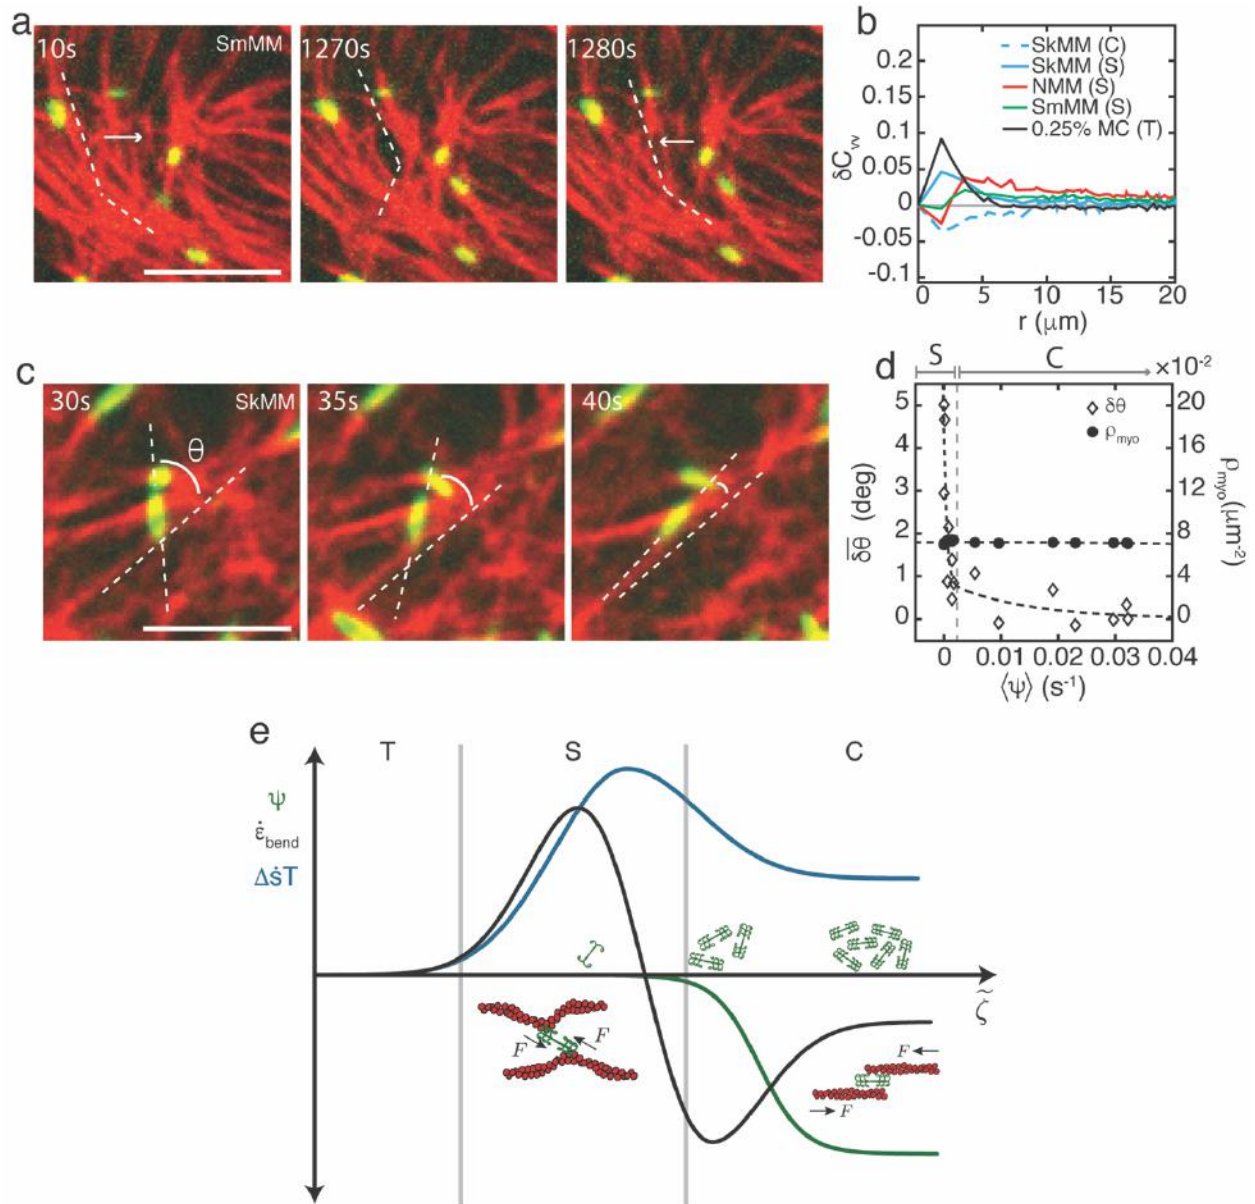 a
10s
SmMM
1270s
1280s
b
SkMM (C)
SkMM (S)
NMM (S)
SmMM (S)
0.25% MC (T)
0.2
0.15
0.1
0.05
0
-0.05
-0.1
δC_vv
0 5 10 15 20
r (μm)
c
30s
SkMM
θ
35s
40s
d
S
C
×10⁻²
δθ
ρ_myo
5
4
3
2
1
0
δθ̅ (deg)
20
16
12
8
4
0
ρ_myo(μm⁻²)
0 0.01 0.02 0.03 0.04
⟨ψ⟩ (s⁻¹)
e
T
S
C
ψ
ε̇_bend
ΔṡT
ζ̃
F
F
F
F